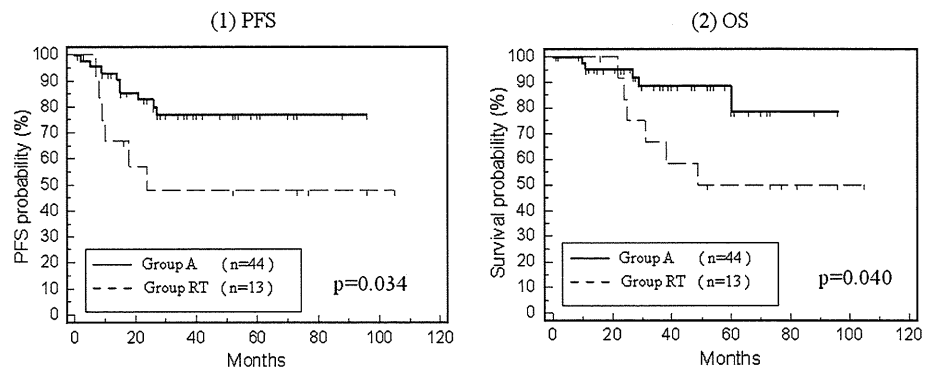 (1) PFS
PFS probability (%)
100
90
80
70
60
50
40
30
20
10
0
Group A (n=44)
Group RT (n=13)
p=0.034
0 20 40 60 80 100 120
Months
(2) OS
Survival probability (%)
100
90
80
70
60
50
40
30
20
10
0
Group A (n=44)
Group RT (n=13)
p=0.040
0 20 40 60 80 100 120
Months